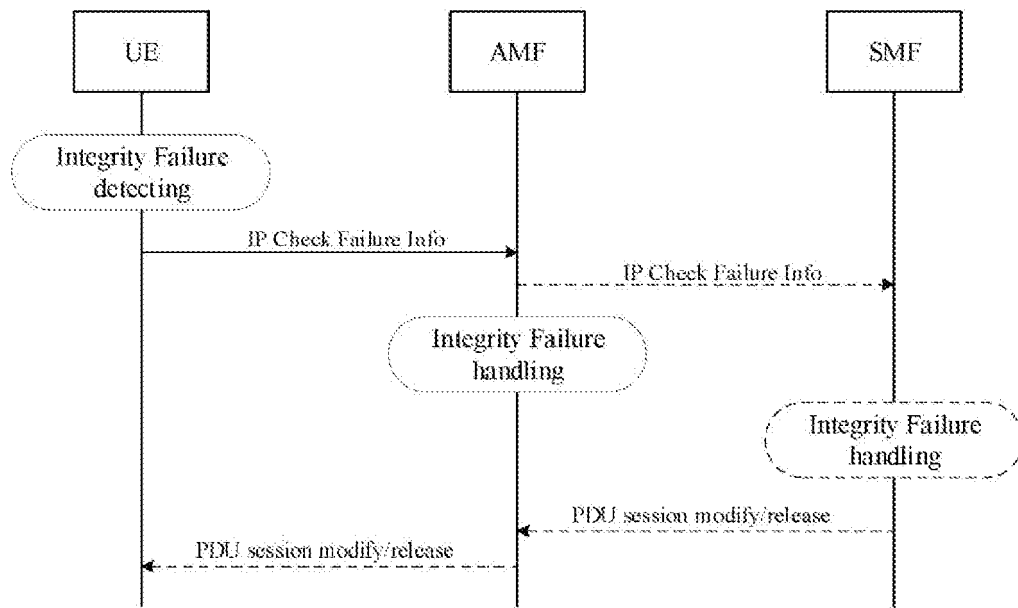 UE
AMF
SMF
Integrity Failure
detecting
IP Check Failure Info
IP Check Failure Info
Integrity Failure
handling
Integrity Failure
handling
PDU session modify/release
PDU session modify/release